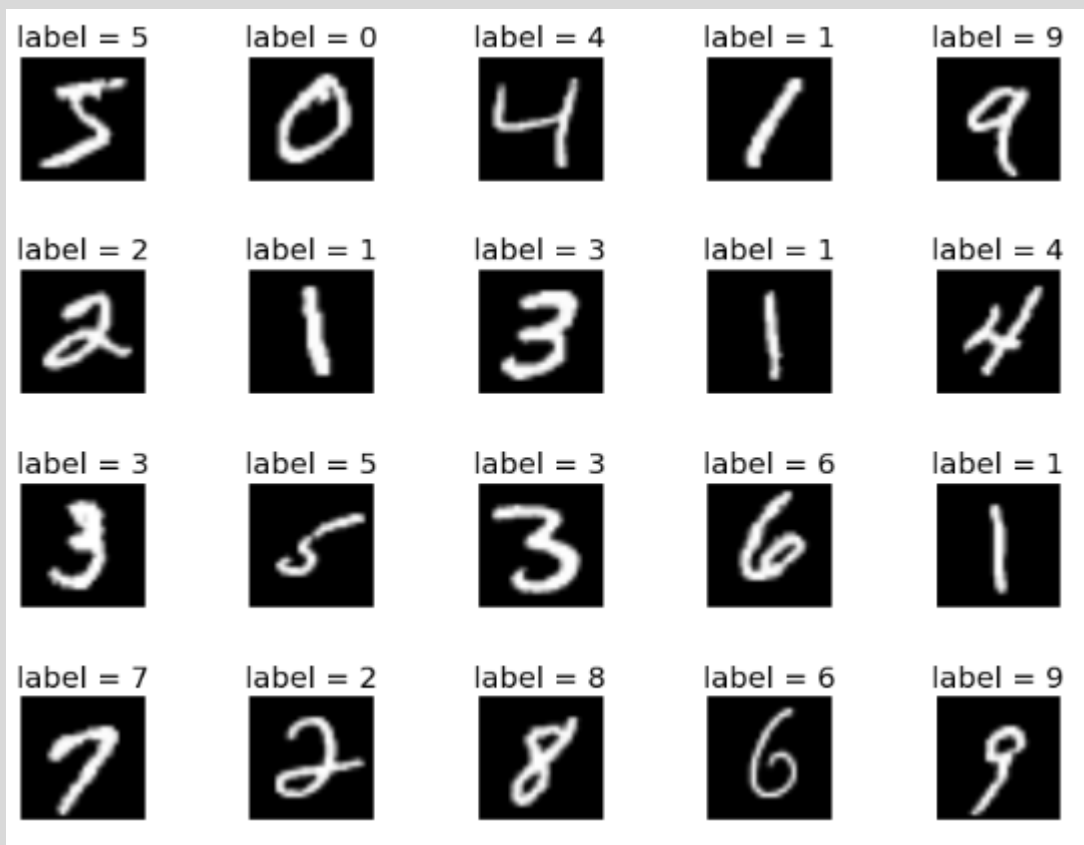 label = 5 label = 0 label = 4 label = 1 label = 9
5 0 4 1 9
label = 2 label = 1 label = 3 label = 1 label = 4
2 1 3 1 4
label = 3 label = 5 label = 3 label = 6 label = 1
3 5 3 6 1
label = 7 label = 2 label = 8 label = 6 label = 9
7 2 8 6 9